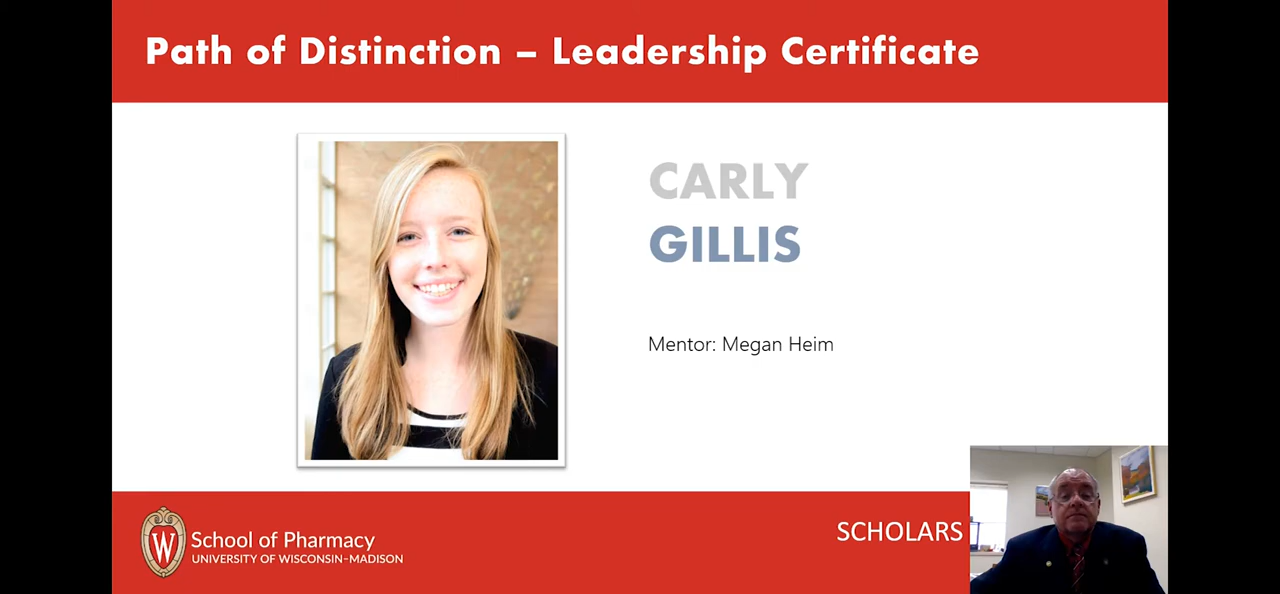 Path of Distinction – Leadership Certificate
CARLY
GILLIS
Mentor: Megan Heim
W
School of Pharmacy
UNIVERSITY OF WISCONSIN–MADISON
SCHOLARS